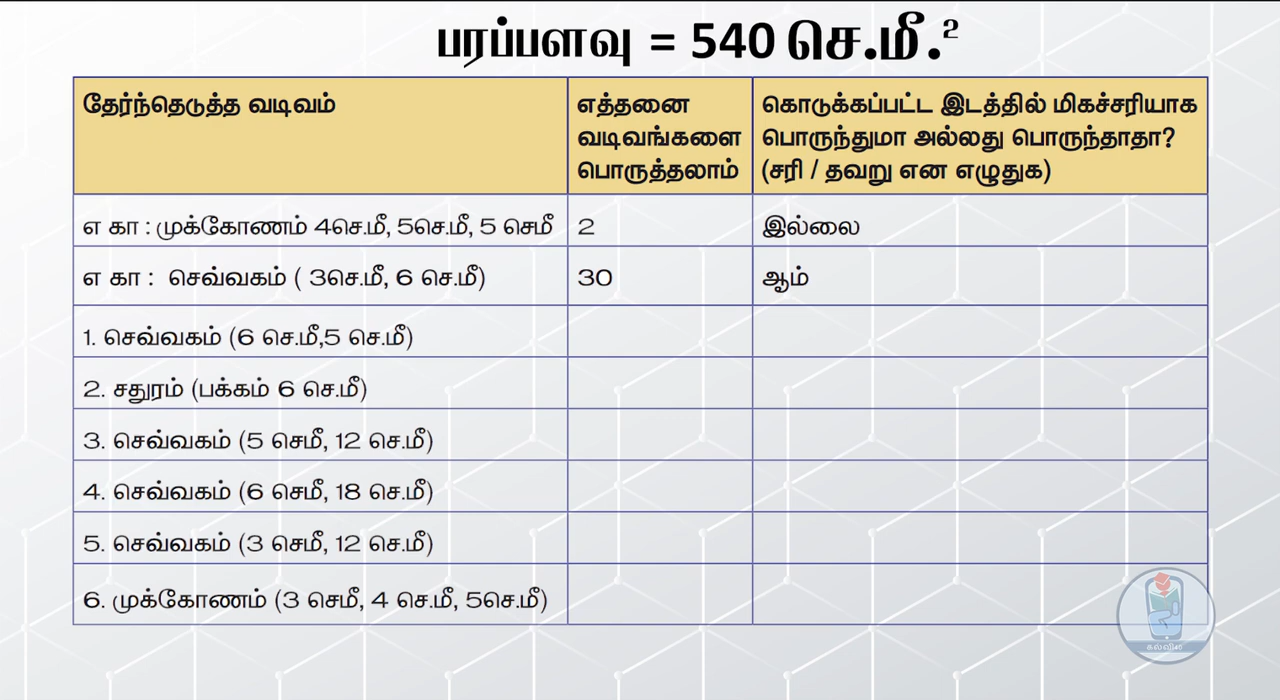 பரப்பளவு = 540 செ.மீ.²
தேர்ந்தெடுத்த வடிவம்
எத்தனை
வடிவங்களை
பொருத்தலாம்
கொடுக்கப்பட்ட இடத்தில் மிகச்சரியாக
பொருந்துமா அல்லது பொருந்தாதா?
(சரி / தவறு என எழுதுக)
எ கா : முக்கோணம் 4செ.மீ, 5செ.மீ, 5 செமீ
2
இல்லை
எ கா : செவ்வகம் ( 3செ.மீ, 6 செ.மீ)
30
ஆம்
1. செவ்வகம் (6 செ.மீ,5 செ.மீ)
2. சதுரம் (பக்கம் 6 செ.மீ)
3. செவ்வகம் (5 செமீ, 12 செ.மீ)
4. செவ்வகம் (6 செமீ, 18 செ.மீ)
5. செவ்வகம் (3 செமீ, 12 செ.மீ)
6. முக்கோணம் (3 செமீ, 4 செ.மீ, 5செ.மீ)